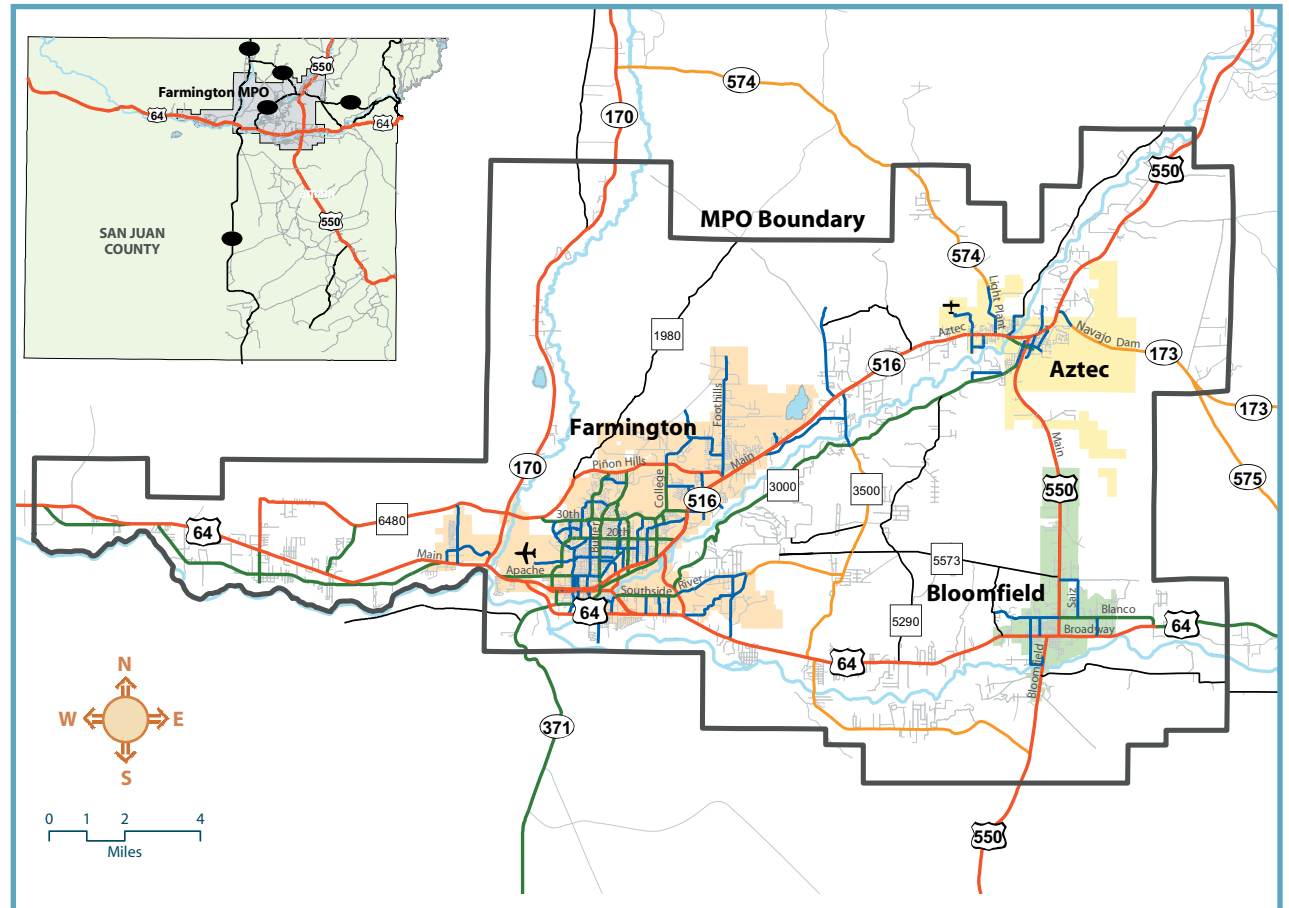 550
Farmington MPO
64
64
550
SAN JUAN
COUNTY
574
170
550
MPO Boundary
574
Light Plant
1980
Aztec
Navajo Dam
516
173
Aztec
173
Foothills
Farmington
Main
Main
Piñon Hills
170
College
516
3000
3500
550
575
6480
30th
64
Butler
20th
Main
5573
Apache
Bloomfield
Saiz
Southside River
Blanco
64
5290
Broadway
64
64
Bloomfield
N
W
E
S
371
0 1 2 4
Miles
550